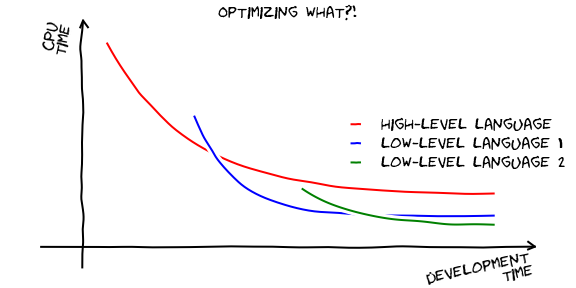 OPTIMIZING WHAT?!
CPU
TIME
HIGH-LEVEL LANGUAGE
LOW-LEVEL LANGUAGE 1
LOW-LEVEL LANGUAGE 2
DEVELOPMENT
TIME